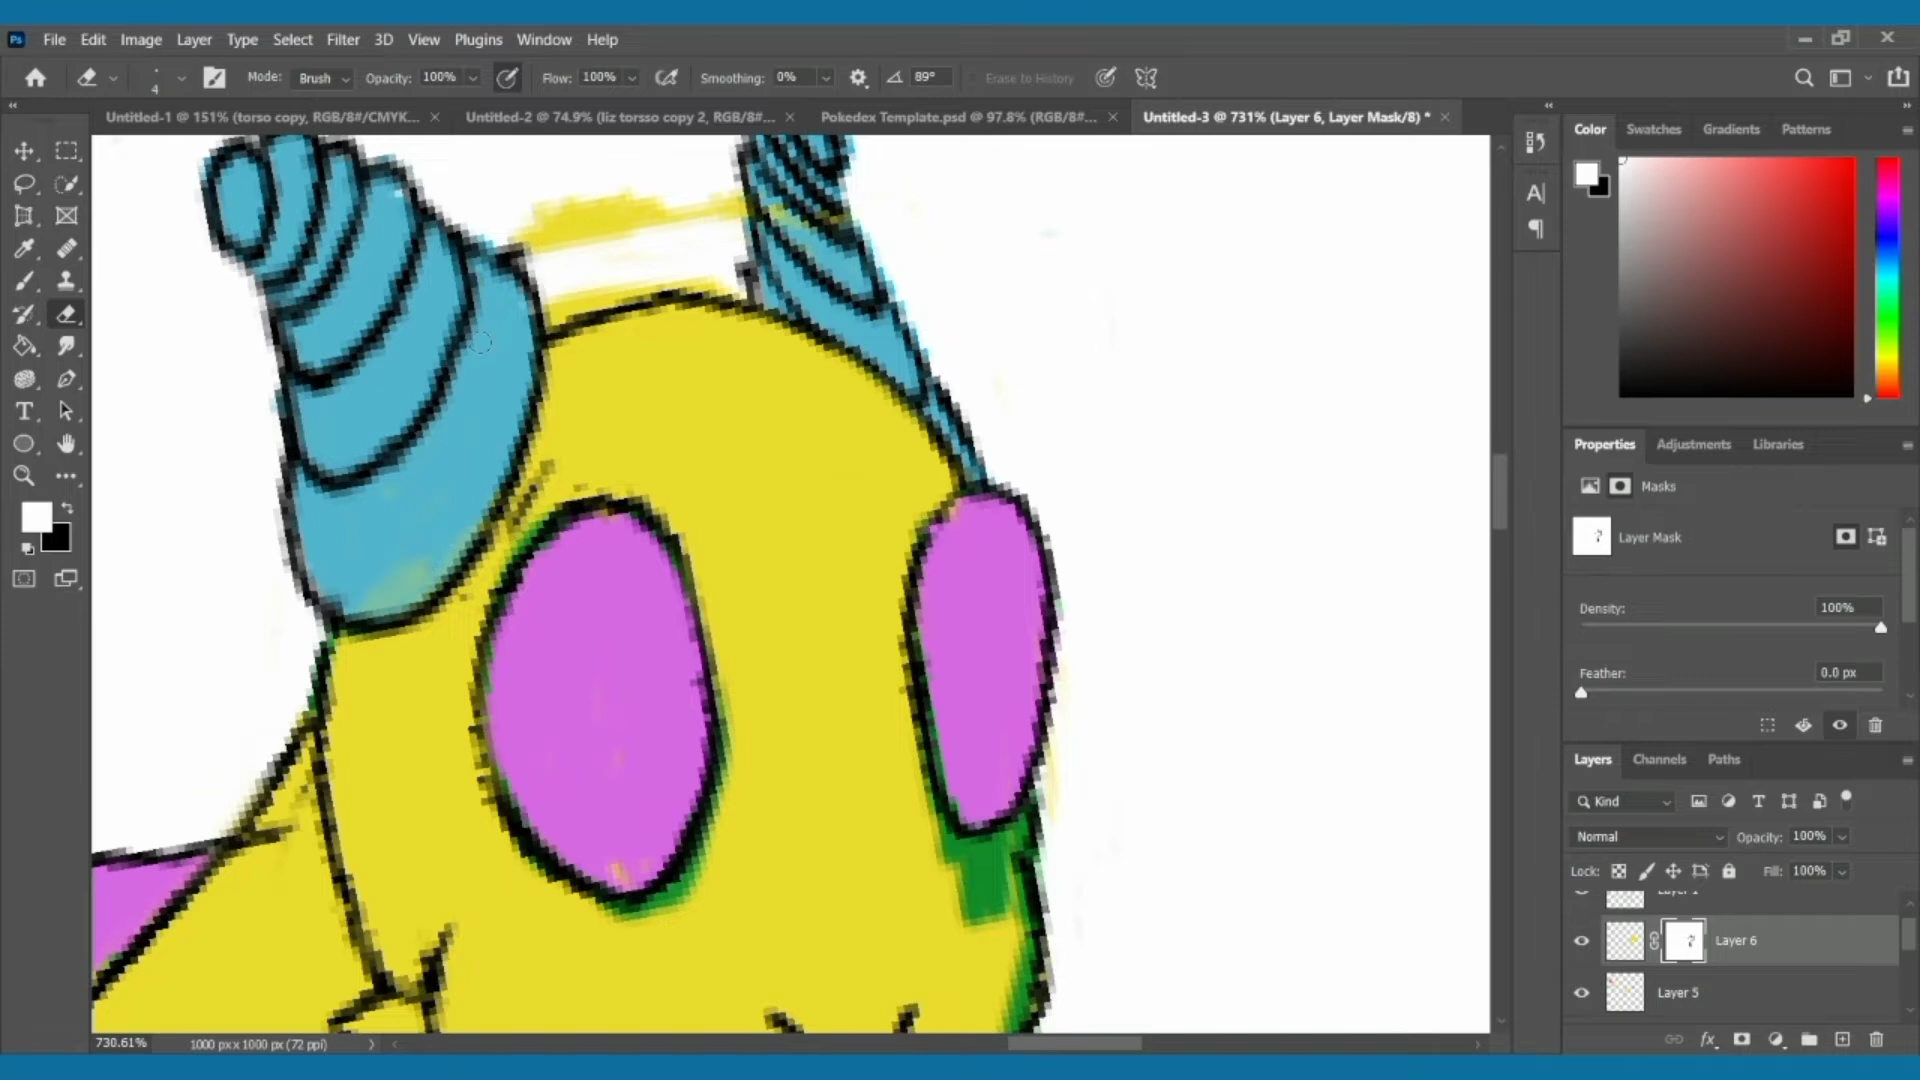 Ps File Edit Image Layer Type Select Filter 3D View Plugins Window Help
4 Mode: Brush Opacity: 100% Flow: 100% Smoothing: 0% 89° Erase to History
Untitled-1 @ 151% (torso copy, RGB/8#/CMYK... Untitled-2 @ 74.9% (liz torsso copy 2, RGB/8#... Pokedex Template.psd @ 97.8% (RGB/8#... Untitled-3 @ 731% (Layer 6, Layer Mask/8) *
Color Swatches Gradients Patterns
Properties Adjustments Libraries
Masks
Layer Mask
Density: 100%
Feather: 0.0 px
Layers Channels Paths
Kind
Normal Opacity: 100%
Lock: Fill: 100%
Layer 6
Layer 5
730.61% 1000 px x 1000 px (72 ppi)